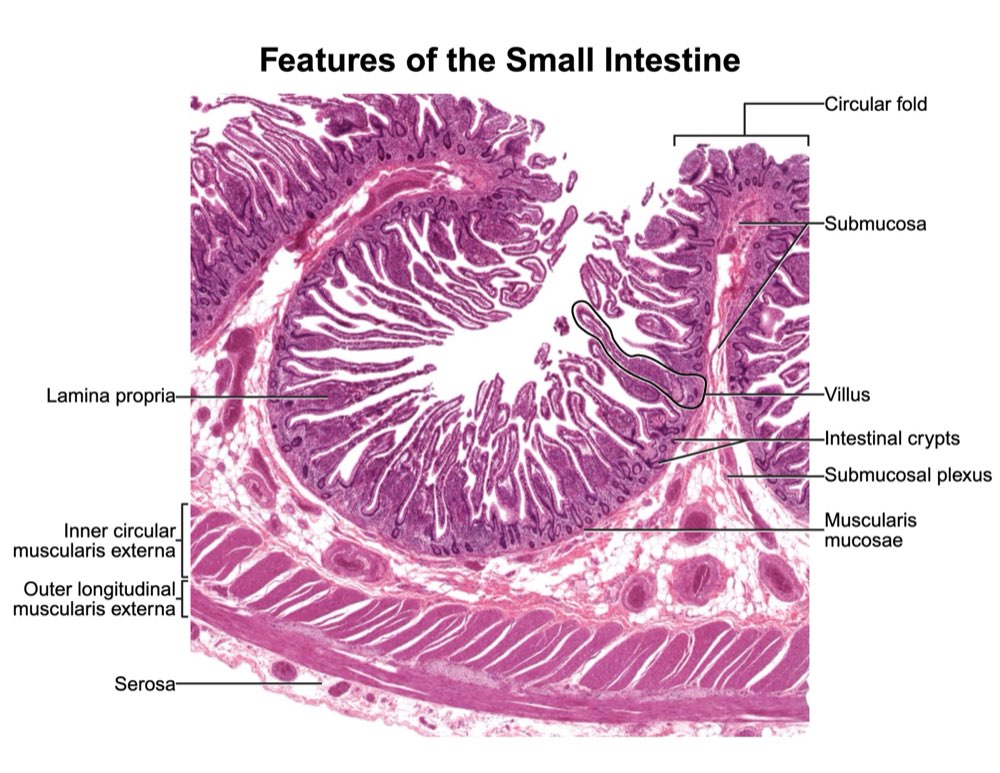 Features of the Small Intestine
Circular fold
Submucosa
Lamina propria
Villus
Intestinal crypts
Submucosal plexus
Inner circular
muscularis externa
Muscularis
mucosae
Outer longitudinal
muscularis externa
Serosa